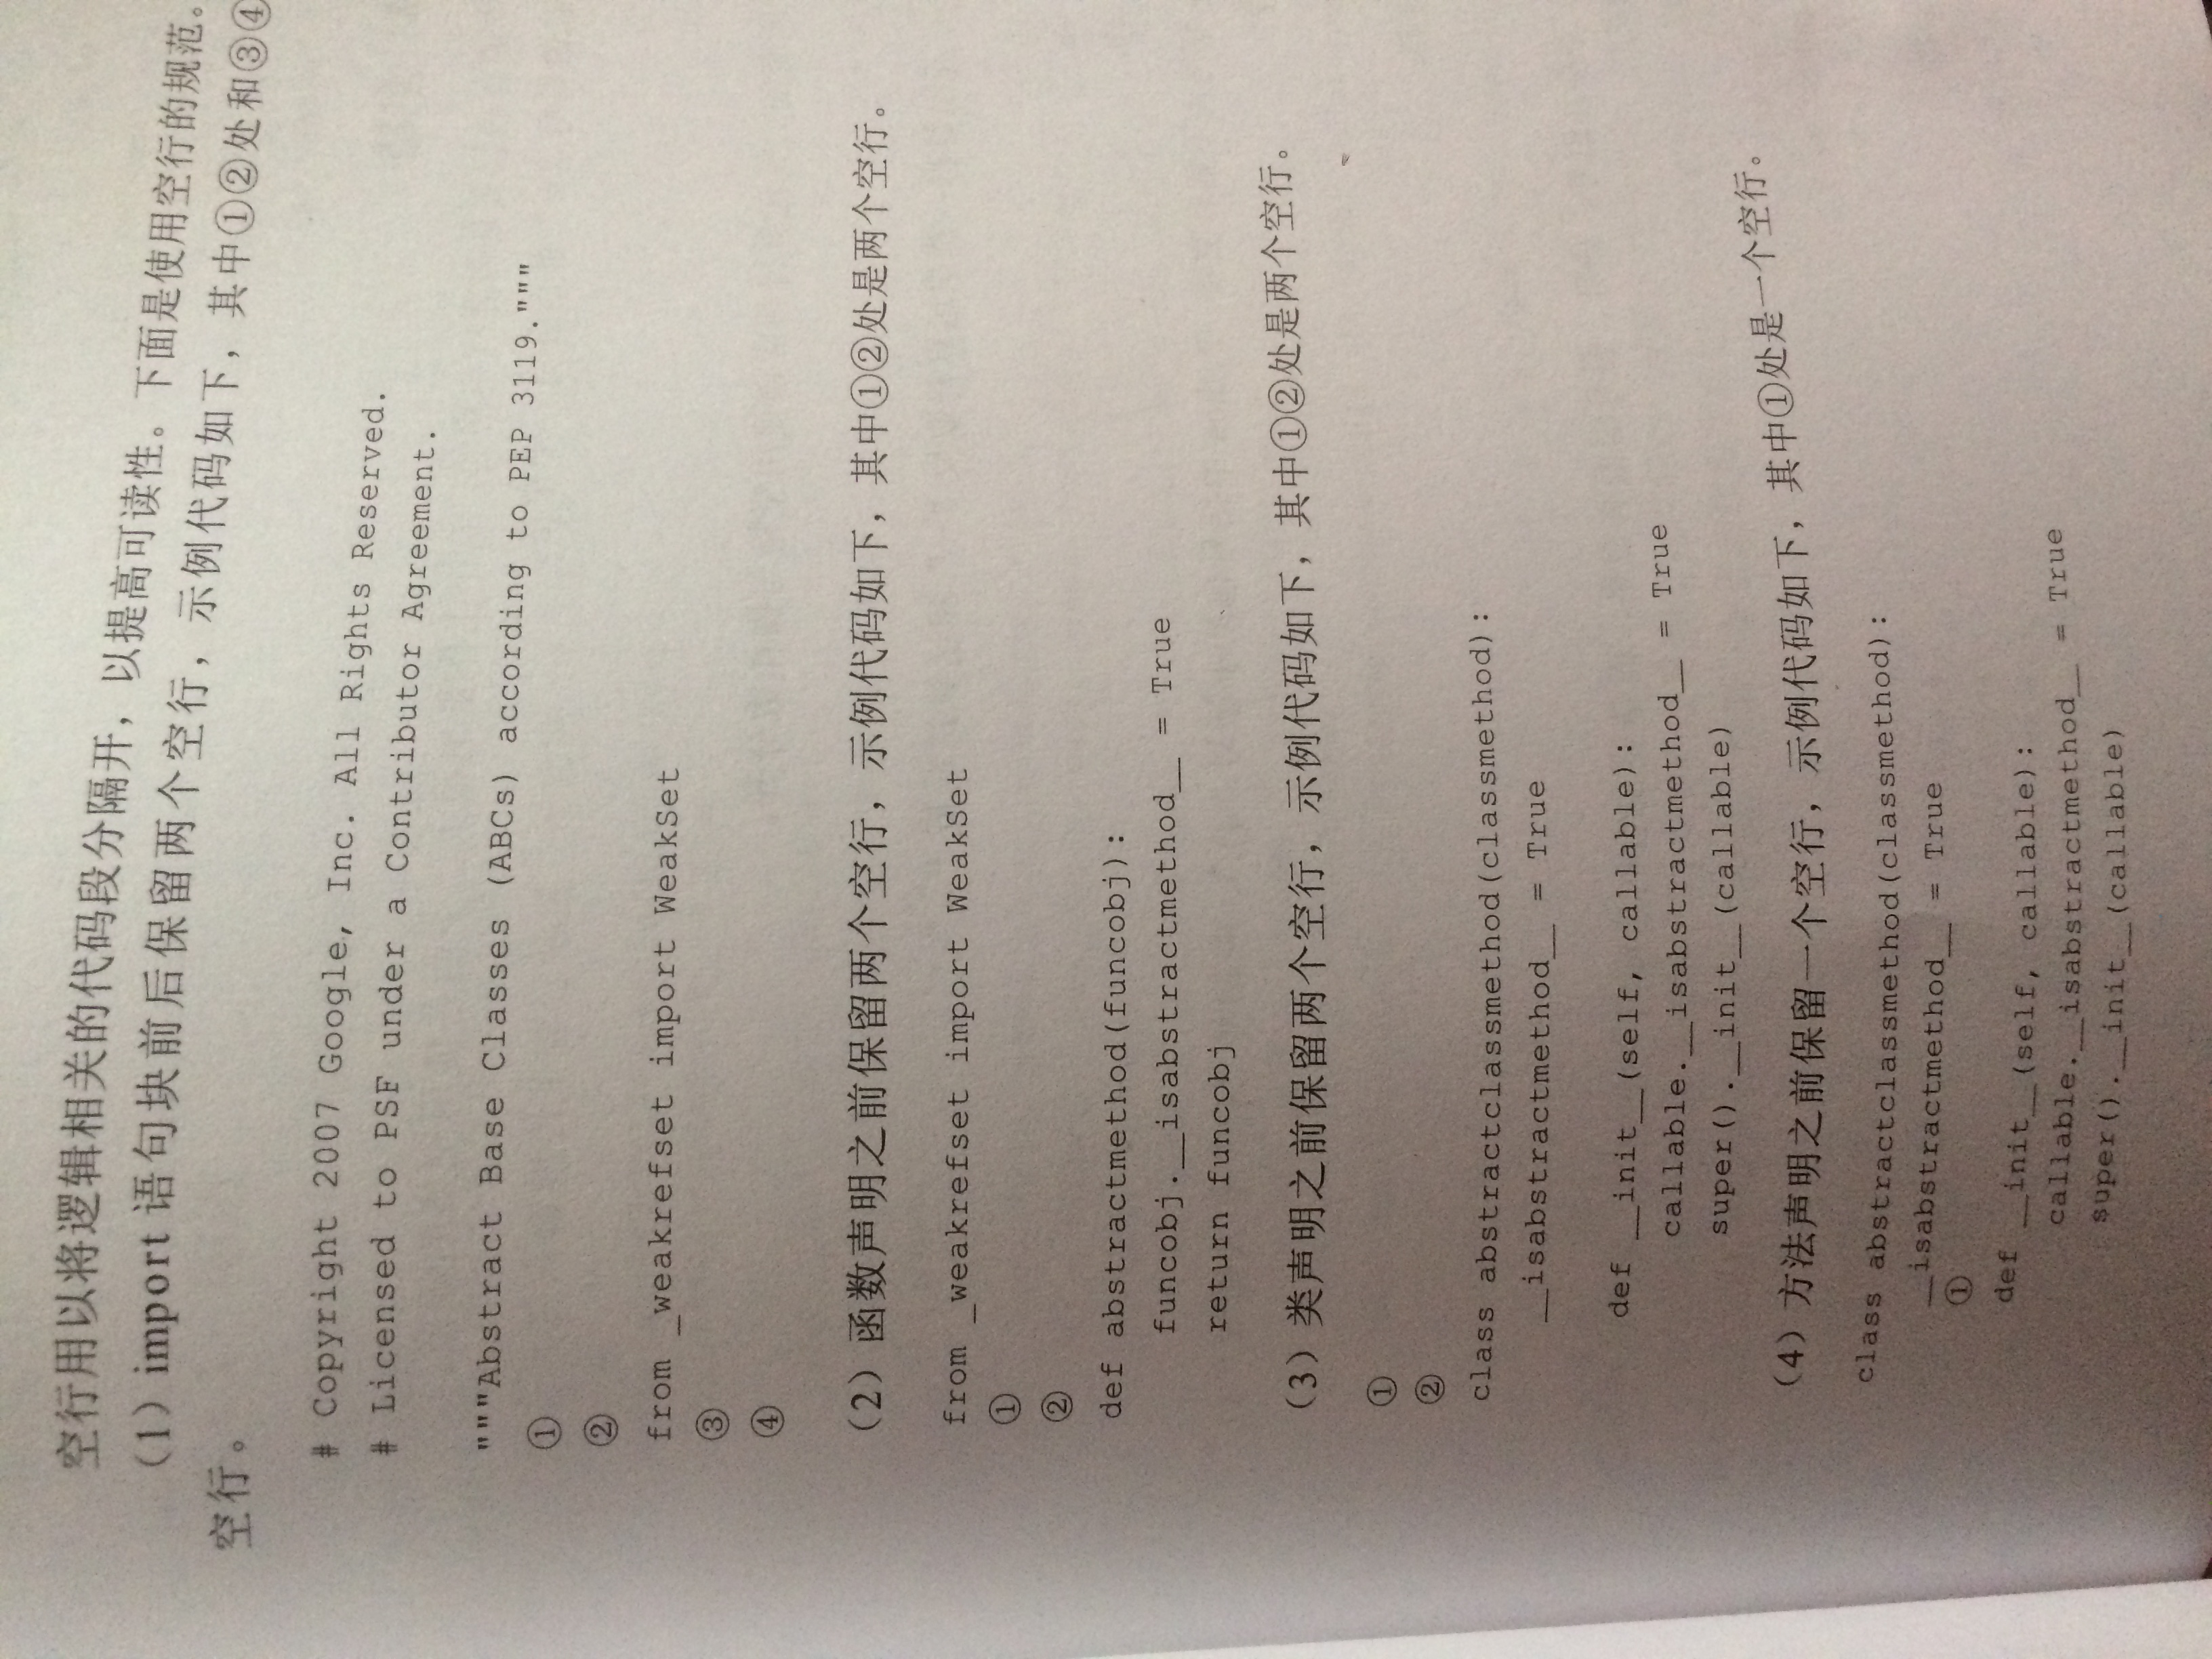 空行用以将逻辑相关的代码段分隔开，以提高可读性。下面是使用空行的规范。
（1）import 语句块前后保留两个空行，示例代码如下，其中①②处和③④
空行。
# Copyright 2007 Google, Inc. All Rights Reserved.
# Licensed to PSF under a Contributor Agreement.
"""Abstract Base Classes (ABCs) according to PEP 3119."""
①
②
from _weakrefset import WeakSet
③
④
（2）函数声明之前保留两个空行，示例代码如下，其中①②处是两个空行。
from _weakrefset import WeakSet
①
②
def abstractmethod(funcobj):
    funcobj.__isabstractmethod__ = True
    return funcobj
（3）类声明之前保留两个空行，示例代码如下，其中①②处是两个空行。
①
②
class abstractclassmethod(classmethod):
    __isabstractmethod__ = True
    def __init__(self, callable):
        callable.__isabstractmethod__ = True
        super().__init__(callable)
（4）方法声明之前保留一个空行，示例代码如下，其中①处是一个空行。
class abstractclassmethod(classmethod):
    __isabstractmethod__ = True
    ①
    def __init__(self, callable):
        callable.__isabstractmethod__ = True
        super().__init__(callable)